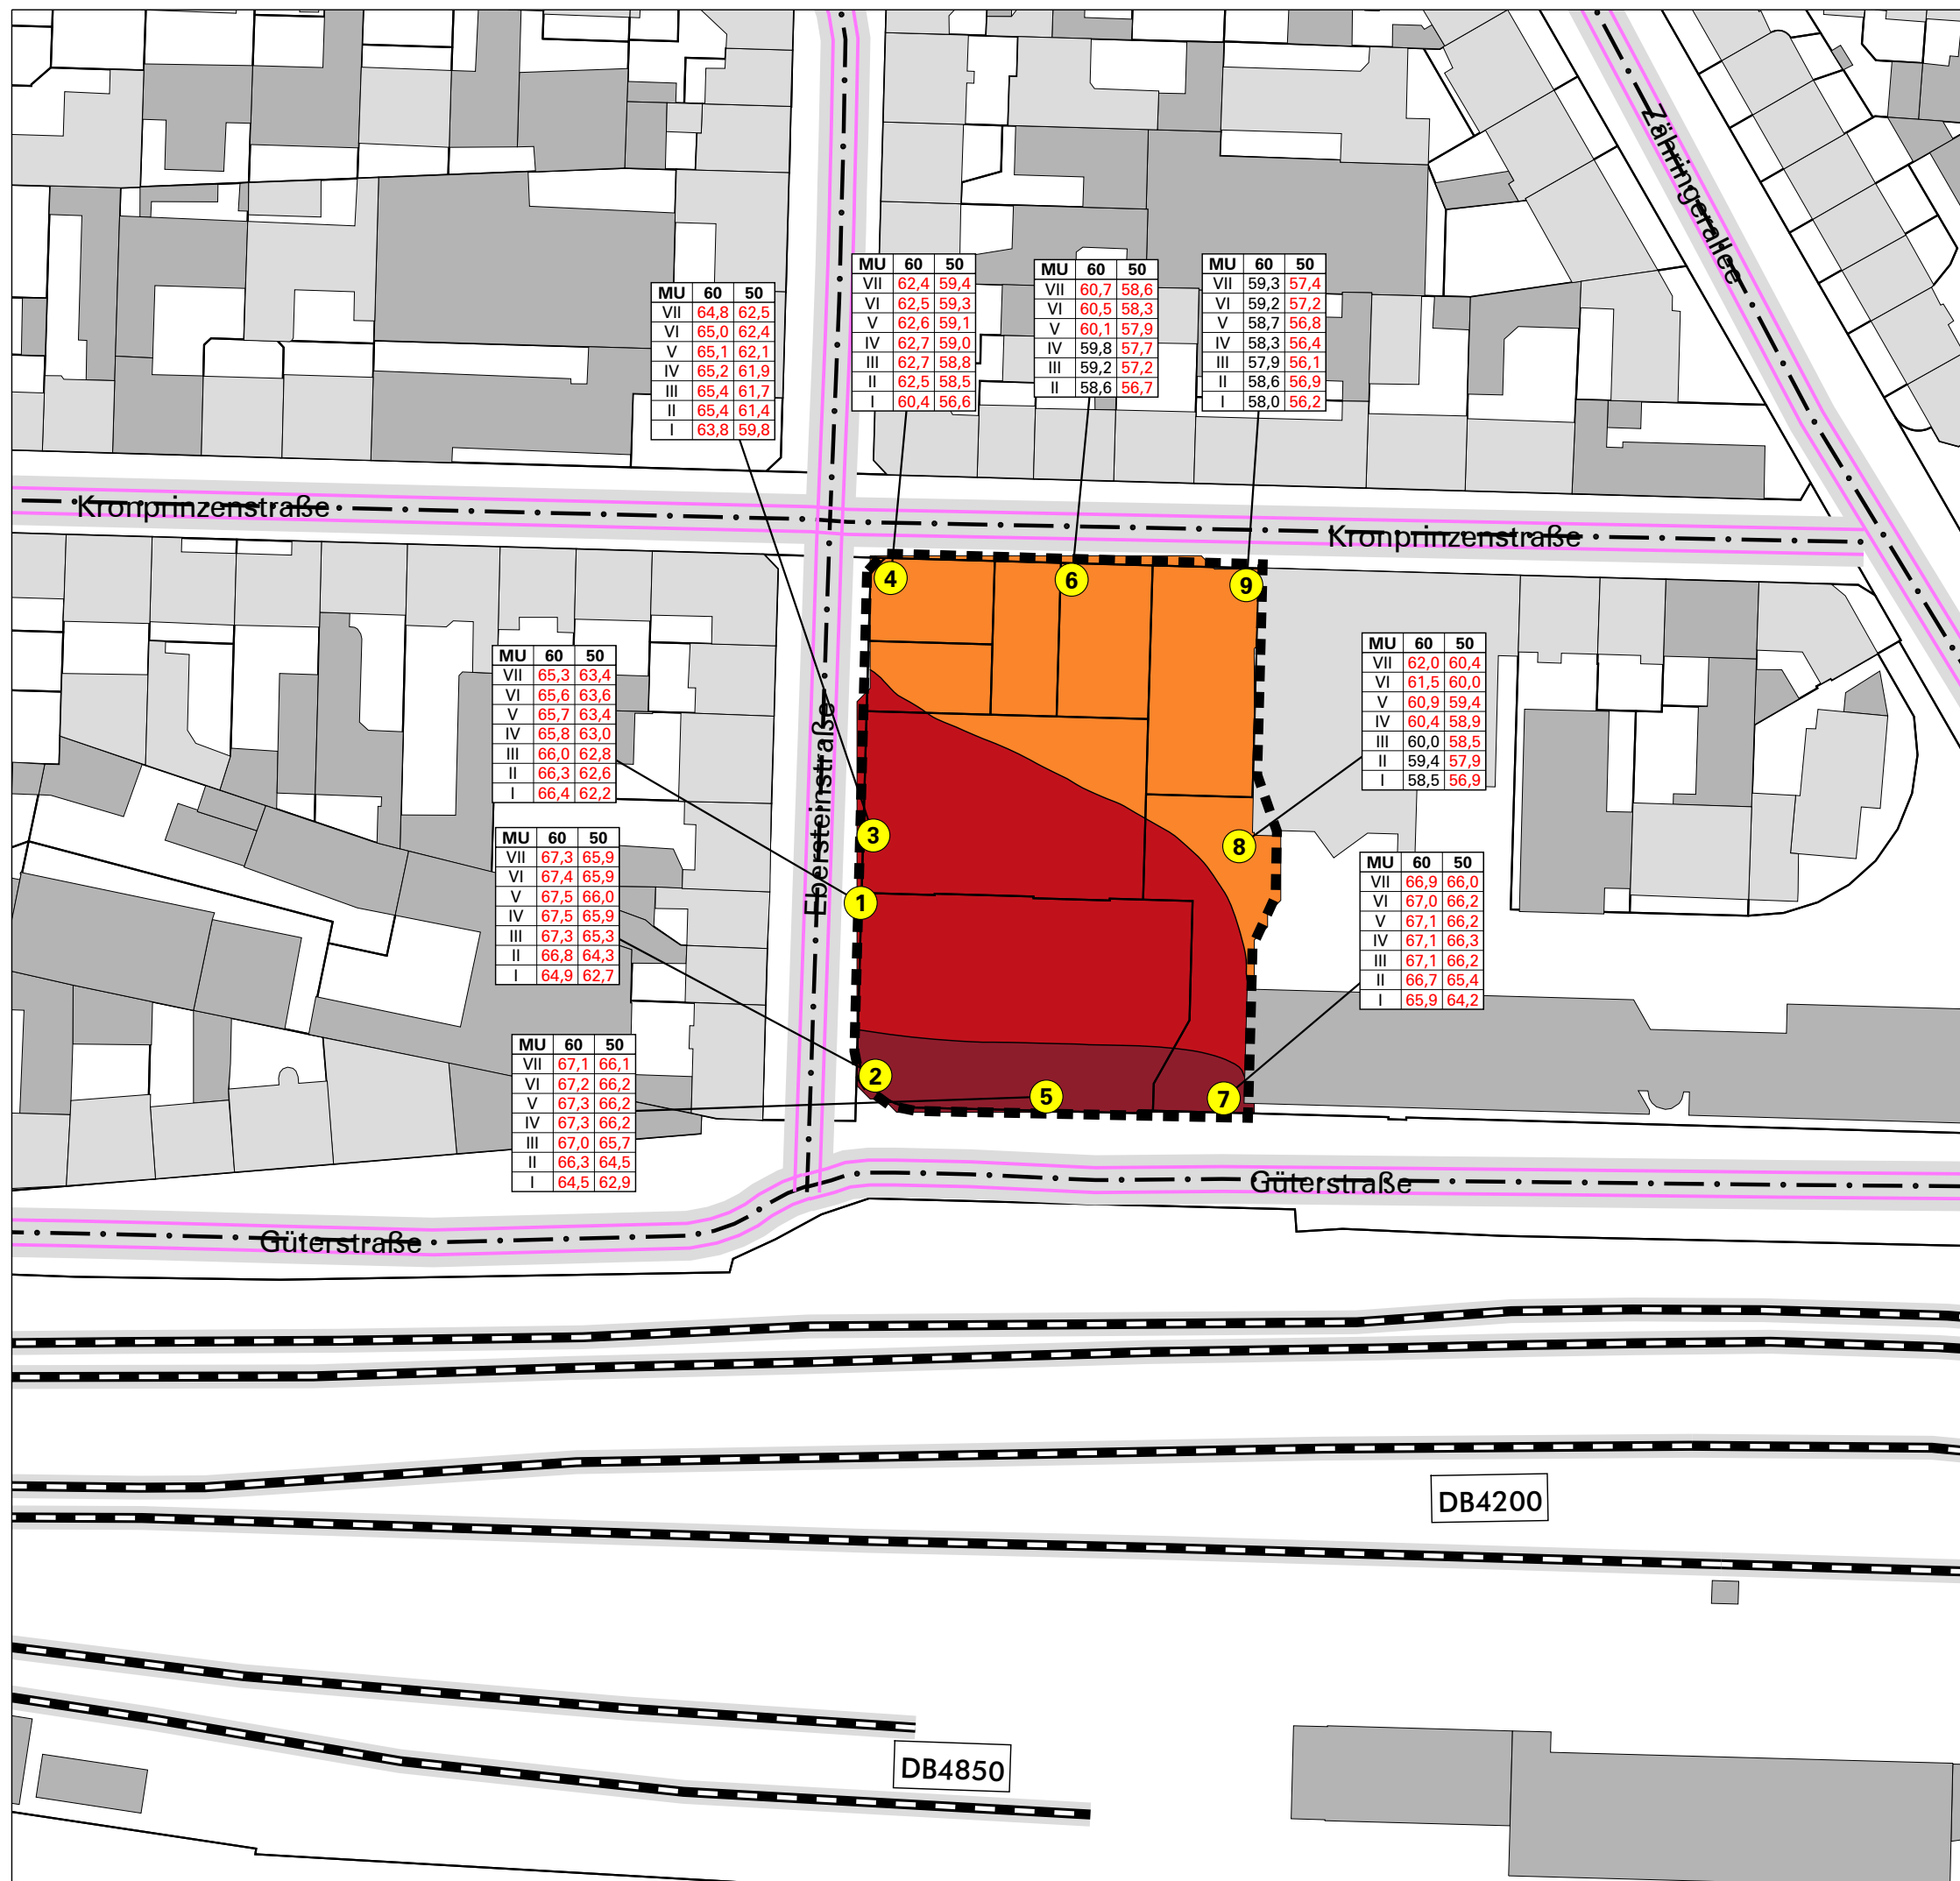 Zähringerallee
MU 60 50
VII 62,4 59,4
VI 62,5 59,3
V 62,6 59,1
IV 62,7 59,0
III 62,7 58,8
II 62,5 58,5
I 60,4 56,6
MU 60 50
VII 60,7 58,6
VI 60,5 58,3
V 60,1 57,9
IV 59,8 57,7
III 59,2 57,2
II 58,6 56,7
MU 60 50
VII 59,3 57,4
VI 59,2 57,2
V 58,7 56,8
IV 58,3 56,4
III 57,9 56,1
II 58,6 56,9
I 58,0 56,2
MU 60 50
VII 64,8 62,5
VI 65,0 62,4
V 65,1 62,1
IV 65,2 61,9
III 65,4 61,7
II 65,4 61,4
I 63,8 59,8
Kronprinzenstraße
Kronprinzenstraße
4
6
9
MU 60 50
VII 65,3 63,4
VI 65,6 63,6
V 65,7 63,4
IV 65,8 63,0
III 66,0 62,8
II 66,3 62,6
I 66,4 62,2
MU 60 50
VII 62,0 60,4
VI 61,5 60,0
V 60,9 59,4
IV 60,4 58,9
III 60,0 58,5
II 59,4 57,9
I 58,5 56,9
Ebersteinstraße
3
8
1
MU 60 50
VII 67,3 65,9
VI 67,4 65,9
V 67,5 66,0
IV 67,5 65,9
III 67,3 65,3
II 66,8 64,3
I 64,9 62,7
MU 60 50
VII 66,9 66,0
VI 67,0 66,2
V 67,1 66,2
IV 67,1 66,3
III 67,1 66,2
II 66,7 65,4
I 65,9 64,2
2
5
7
MU 60 50
VII 67,1 66,1
VI 67,2 66,2
V 67,3 66,2
IV 67,3 66,2
III 67,0 65,7
II 66,3 64,5
I 64,5 62,9
Güterstraße
Güterstraße
DB4200
DB4850